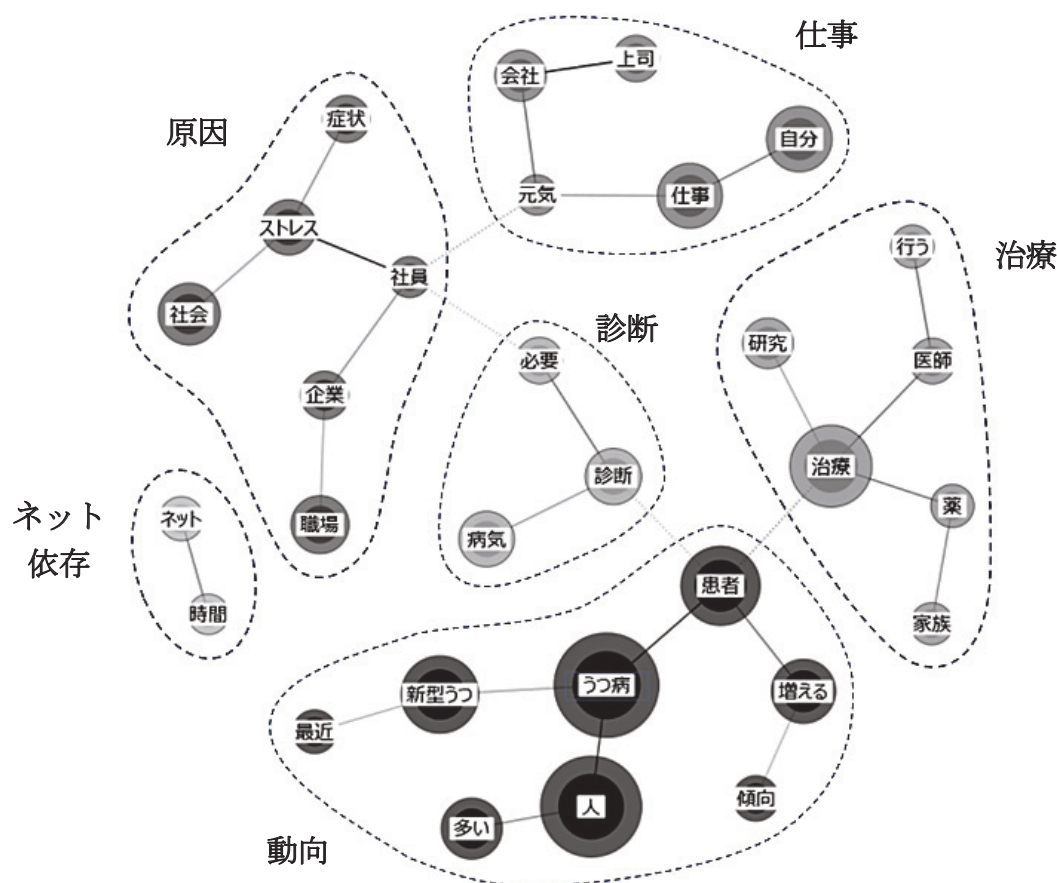 仕事
会社
上司
自分
元気
仕事
原因
症状
ストレス
社員
社会
企業
職場
治療
行う
研究
医師
治療
薬
家族
診断
必要
診断
病気
ネット
依存
ネット
時間
患者
うつ病
新型うつ
増える
最近
人
多い
傾向
動向